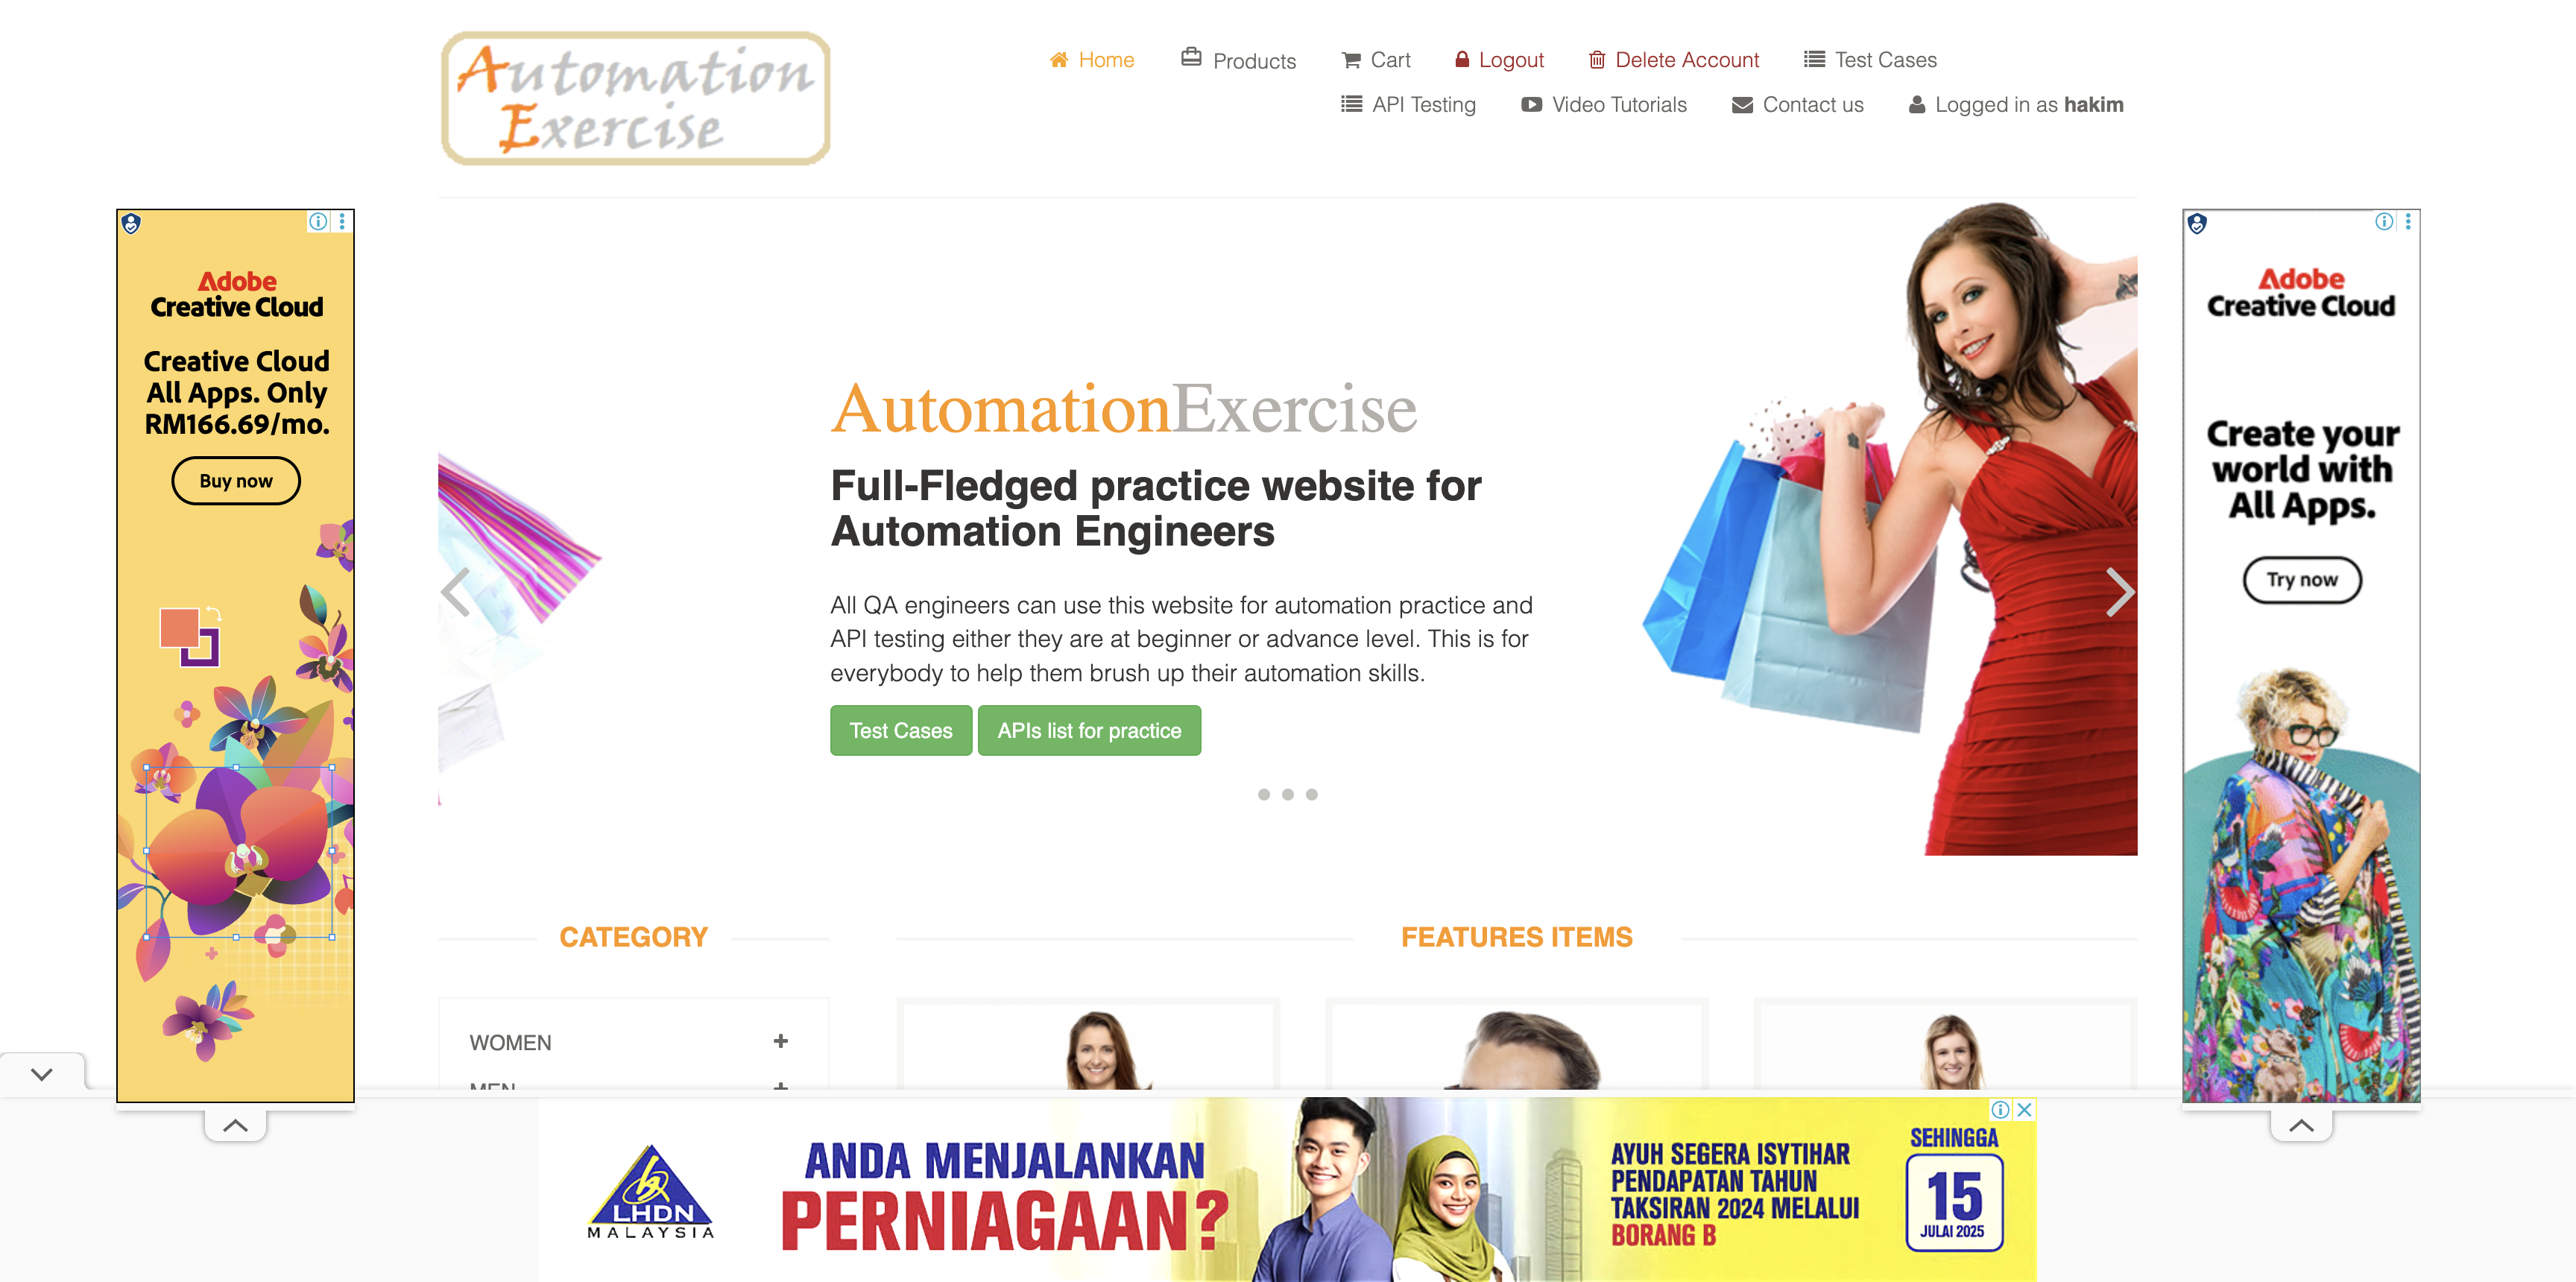 Automation
Exercise
Home
Products
Cart
Logout
Delete Account
Test Cases
API Testing
Video Tutorials
Contact us
Logged in as hakim
Adobe
Creative Cloud
Creative Cloud
All Apps. Only
RM166.69/mo.
Buy now
AutomationExercise
Full-Fledged practice website for
Automation Engineers
All QA engineers can use this website for automation practice and
API testing either they are at beginner or advance level. This is for
everybody to help them brush up their automation skills.
Test Cases
APIs list for practice
Adobe
Creative Cloud
Create your
world with
All Apps.
Try now
CATEGORY
FEATURES ITEMS
WOMEN
MEN
LHDN
MALAYSIA
ANDA MENJALANKAN
PERNIAGAAN?
AYUH SEGERA ISYTIHAR
PENDAPATAN TAHUN
TAKSIRAN 2024 MELALUI
BORANG B
SEHINGGA
15
JULAI 2025